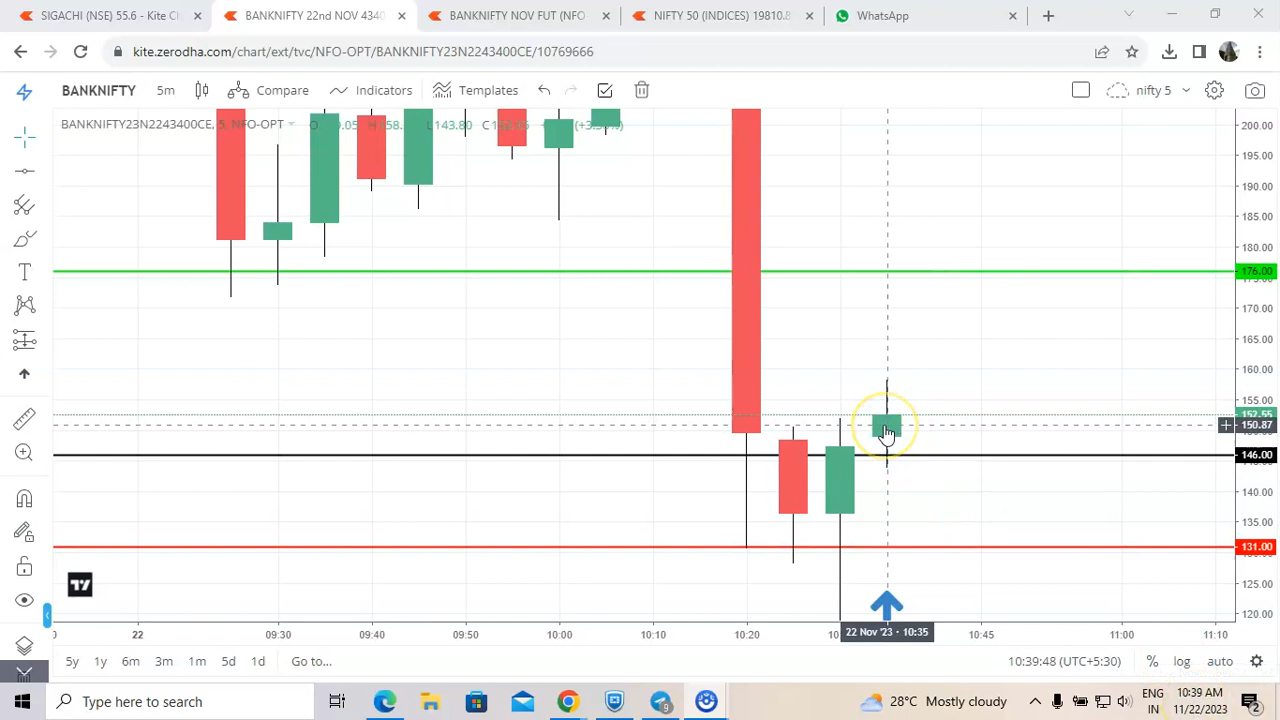 SIGACHI (NSE) 55.6 - Kite C
BANKNIFTY 22nd NOV 4340
BANKNIFTY NOV FUT (NFO
NIFTY 50 (INDICES) 19810.8
WhatsApp
kite.zerodha.com/chart/ext/tvc/NFO-OPT/BANKNIFTY23N2243400CE/10769666
BANKNIFTY 5m Compare Indicators Templates nifty 5
BANKNIFTY23N2243400CE, 5, NFO-OPT L143.80
200.00
195.00
190.00
185.00
180.00
176.00
170.00
165.00
160.00
155.00
152.55
150.87
146.00
140.00
135.00
131.00
125.00
120.00
22 09:30 09:40 09:50 10:00 10:10 10:20 22 Nov '23 · 10:35 10:45 11:00 11:10
5y 1y 6m 3m 1m 5d 1d Go to... 10:39:48 (UTC+5:30) % log auto
Type here to search
9
28°C Mostly cloudy
ENG
IN
10:39 AM
11/22/2023
2